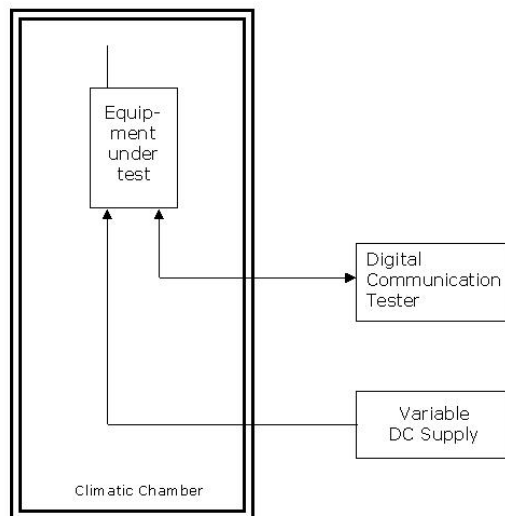 Equip-
ment
under
test
Digital
Communication
Tester
Variable
DC Supply
Climatic Chamber